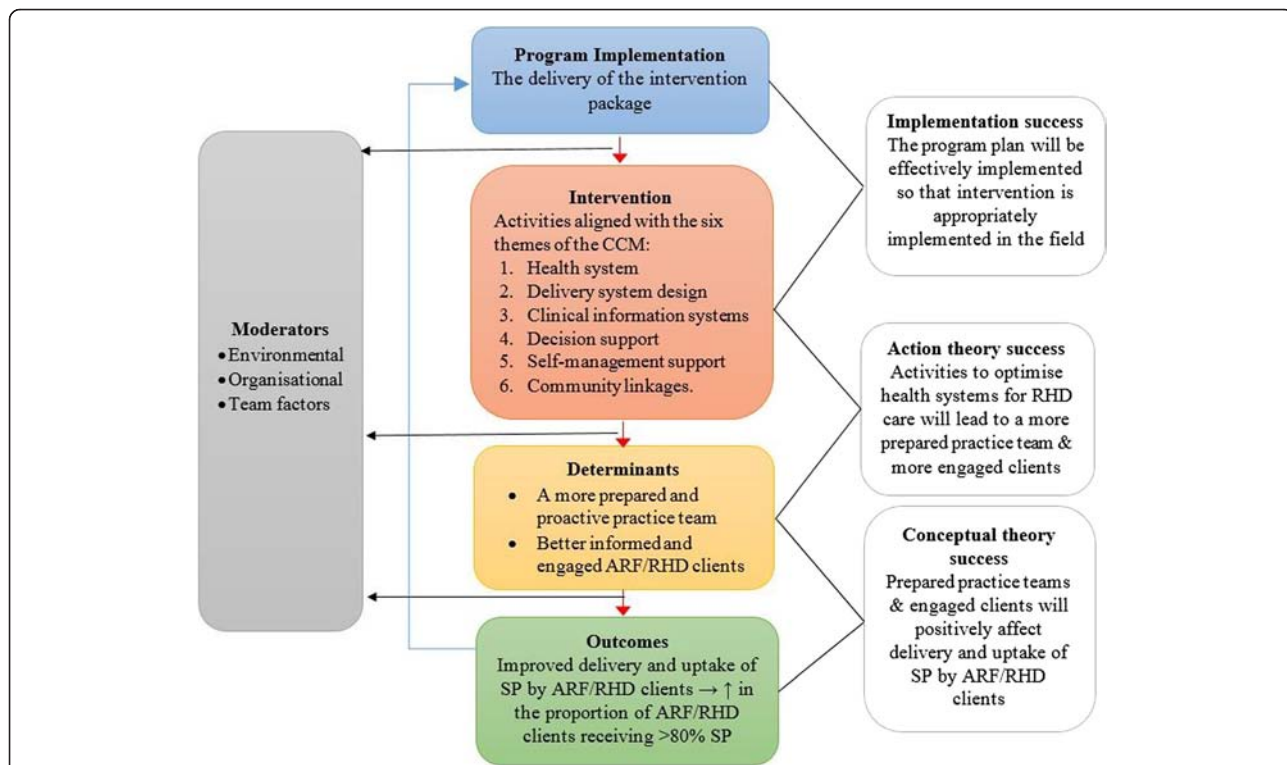 Program Implementation
The delivery of the intervention
package
Intervention
Activities aligned with the six
themes of the CCM:
1. Health system
2. Delivery system design
3. Clinical information systems
4. Decision support
5. Self-management support
6. Community linkages.
Determinants
• A more prepared and
proactive practice team
• Better informed and
engaged ARF/RHD clients
Outcomes
Improved delivery and uptake of
SP by ARF/RHD clients → ↑ in
the proportion of ARF/RHD
clients receiving >80% SP
Moderators
•Environmental
•Organisational
•Team factors
Implementation success
The program plan will be
effectively implemented
so that intervention is
appropriately
implemented in the field
Action theory success
Activities to optimise
health systems for RHD
care will lead to a more
prepared practice team &
more engaged clients
Conceptual theory
success
Prepared practice teams
& engaged clients will
positively affect
delivery and uptake of
SP by ARF/RHD
clients